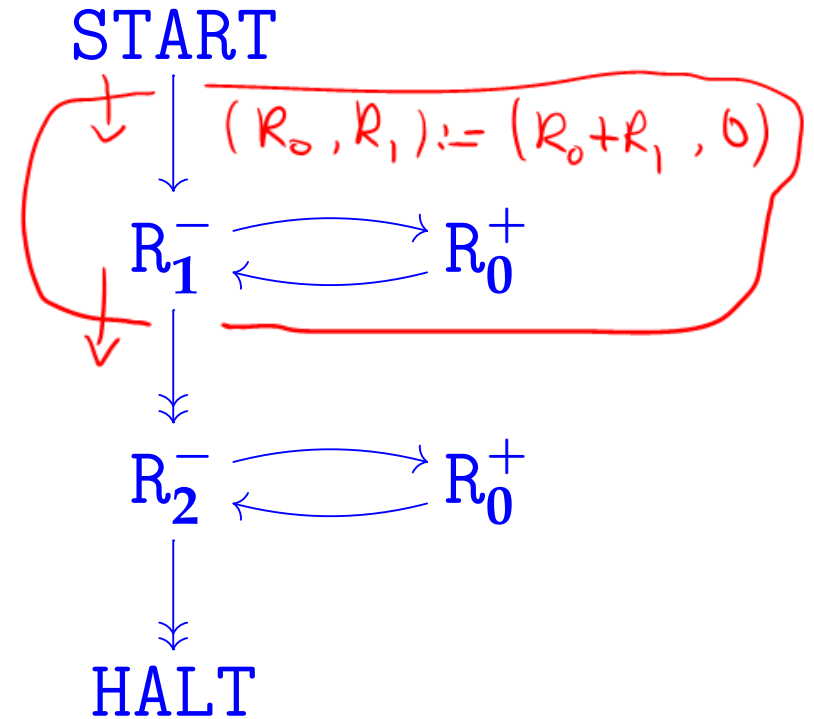 START
(R₀, R₁) := (R₀+R₁, 0)
R₁⁻ R₀⁺
R₂⁻ R₀⁺
HALT